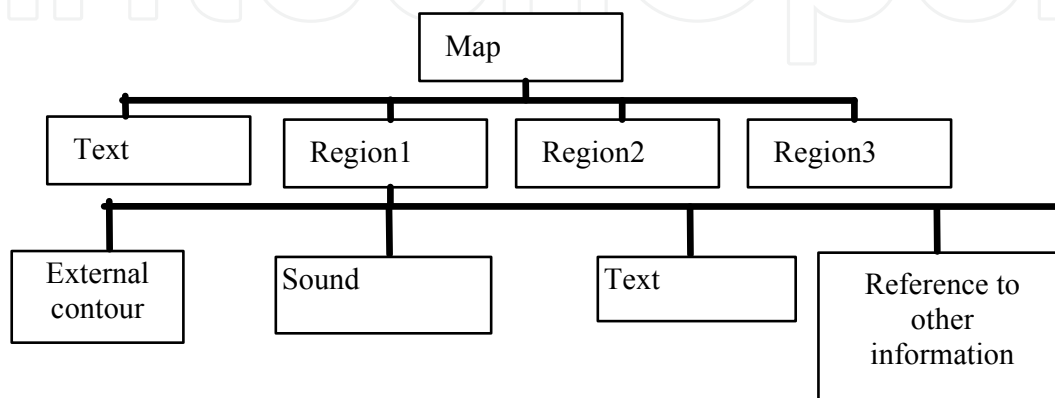 Map
Text
Region1
Region2
Region3
External
contour
Sound
Text
Reference to
other
information